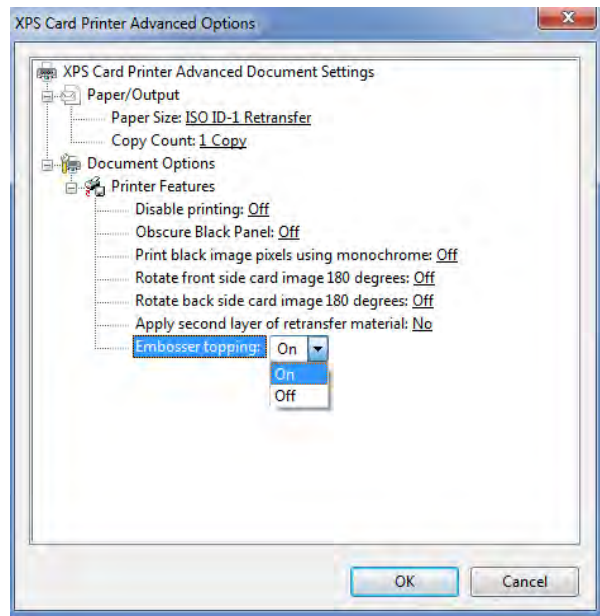 XPS Card Printer Advanced Options
XPS Card Printer Advanced Document Settings
Paper/Output
Paper Size: ISO ID-1 Retransfer
Copy Count: 1 Copy
Document Options
Printer Features
Disable printing: Off
Obscure Black Panel: Off
Print black image pixels using monochrome: Off
Rotate front side card image 180 degrees: Off
Rotate back side card image 180 degrees: Off
Apply second layer of retransfer material: No
Embosser topping: On
On
Off
OK Cancel